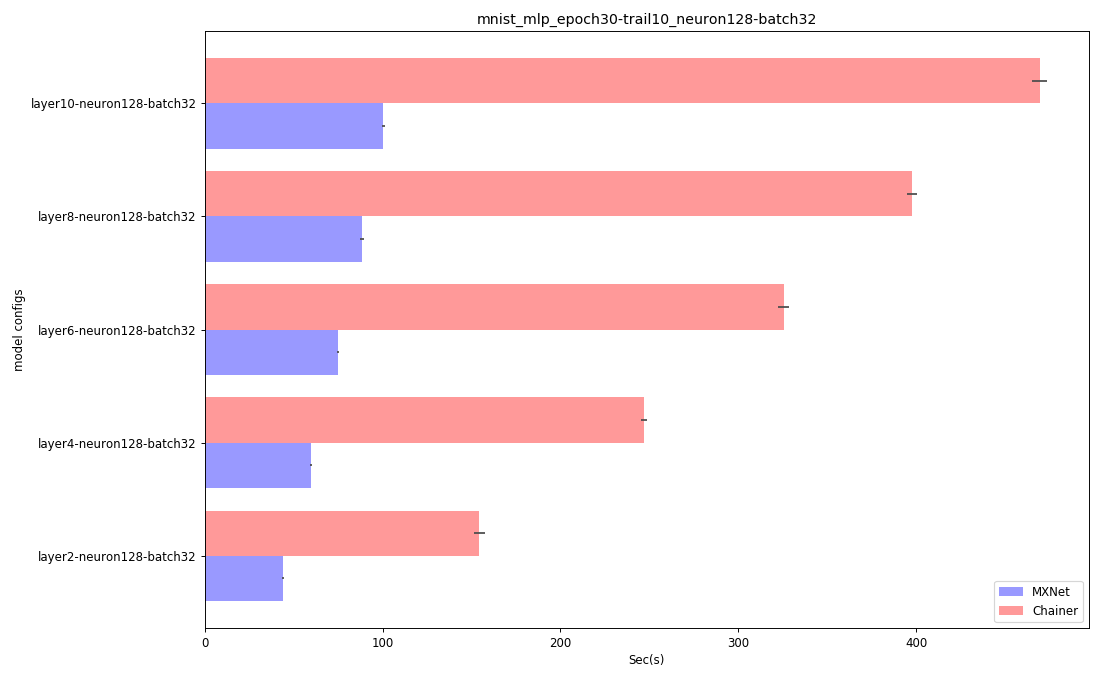 mnist_mlp_epoch30-trail10_neuron128-batch32
model configs
layer10-neuron128-batch32
layer8-neuron128-batch32
layer6-neuron128-batch32
layer4-neuron128-batch32
layer2-neuron128-batch32
MXNet
Chainer
0 100 200 300 400
Sec(s)